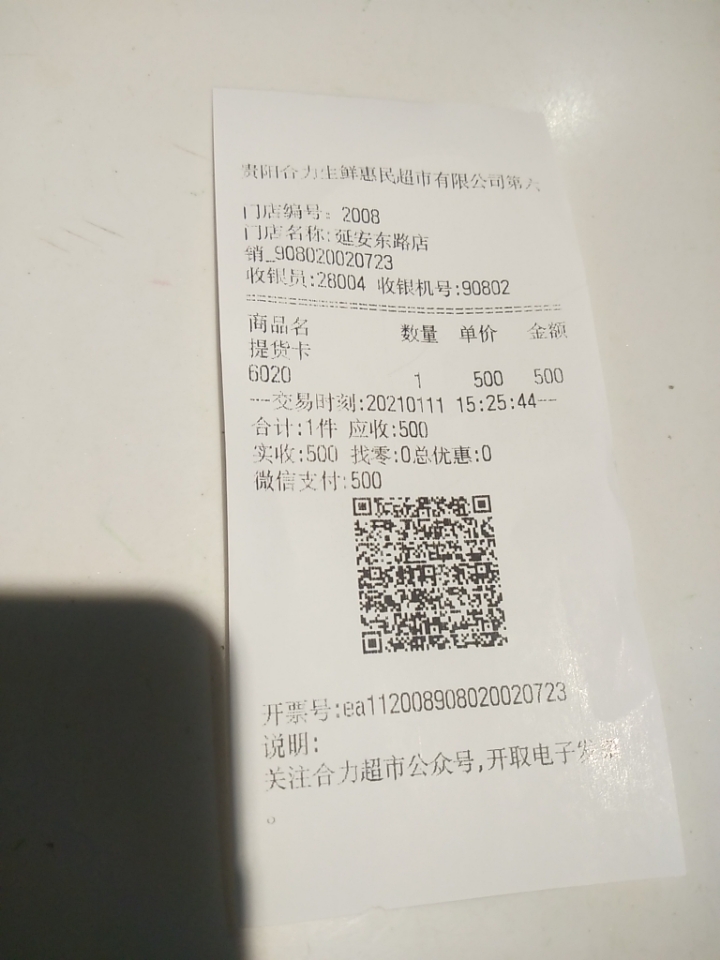 贵阳合力生鲜惠民超市有限公司第六
门店编号: 2008
门店名称:延安东路店
销_908020020723
收银员:28004 收银机号:90802
商品名 数量 单价 金额
提货卡
6020 1 500 500
---交易时刻:20210111 15:25:44--
合计:1件 应收:500
实收:500 找零:0总优惠:0
微信支付:500
开票号:ea112008908020020723
说明:
关注合力超市公众号,开取电子发票
。